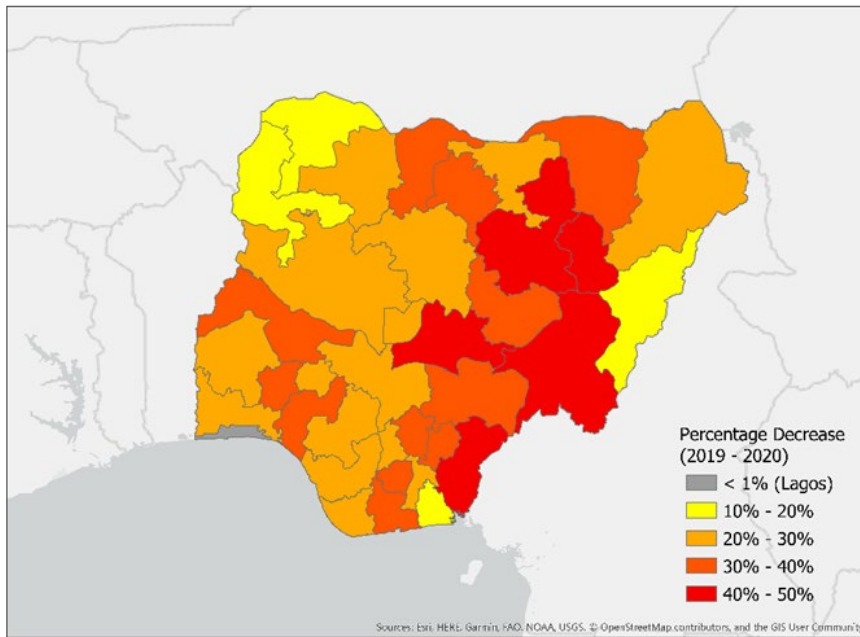 Percentage Decrease
(2019 - 2020)
< 1% (Lagos)
10% - 20%
20% - 30%
30% - 40%
40% - 50%
Sources: Esri, HERE, Garmin, FAO, NOAA, USGS, © OpenStreetMap contributors, and the GIS User Community